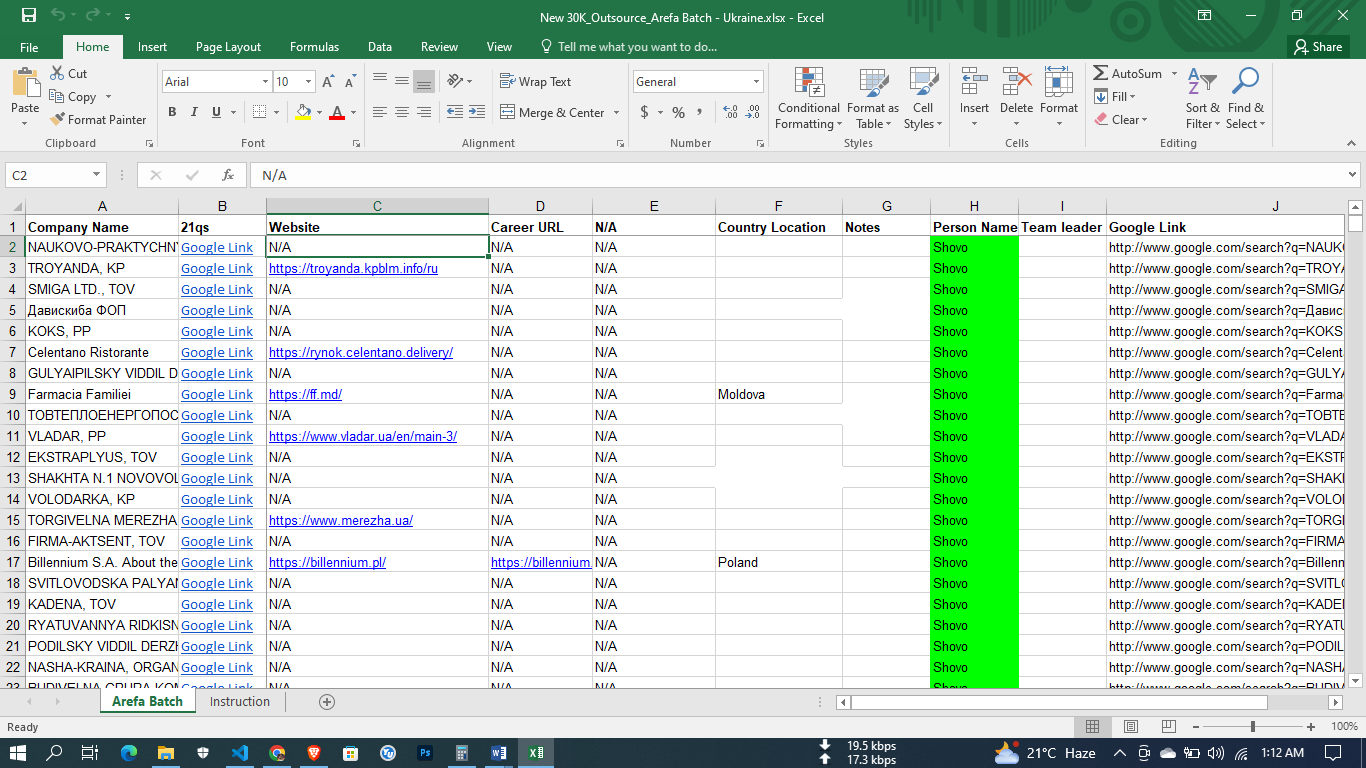 New 30K_Outsource_Arefa Batch - Ukraine.xlsx - Excel
File Home Insert Page Layout Formulas Data Review View Tell me what you want to do... Share
Paste Cut Copy Format Painter Clipboard
Arial 10 B I U Font
Wrap Text Merge & Center Alignment
General $ % , Number
Conditional Formatting Format as Table Cell Styles Styles
Insert Delete Format Cells
AutoSum Fill Clear Sort & Filter Find & Select Editing
C2 fx N/A
A B C D E F G H I J
1 Company Name 21qs Website Career URL N/A Country Location Notes Person Name Team leader Google Link
2 NAUKOVO-PRAKTYCHNY Google Link N/A N/A N/A Shovo http://www.google.com/search?q=NAUK
3 TROYANDA, KP Google Link https://troyanda.kpblm.info/ru N/A N/A Shovo http://www.google.com/search?q=TROYA
4 SMIGA LTD., TOV Google Link N/A N/A N/A Shovo http://www.google.com/search?q=SMIGA
5 Давискиба ФОП Google Link N/A N/A N/A Shovo http://www.google.com/search?q=Дависк
6 KOKS, PP Google Link N/A N/A N/A Shovo http://www.google.com/search?q=KOKS
7 Celentano Ristorante Google Link https://rynok.celentano.delivery/ N/A N/A Shovo http://www.google.com/search?q=Celent
8 GULYAIPILSKY VIDDIL D Google Link N/A N/A N/A Shovo http://www.google.com/search?q=GULYA
9 Farmacia Familiei Google Link https://ff.md/ N/A N/A Moldova Shovo http://www.google.com/search?q=Farma
10 ТОВТЕПЛОЕНЕРГОПОС Google Link N/A N/A N/A Shovo http://www.google.com/search?q=ТОВТЕ
11 VLADAR, PP Google Link https://www.vladar.ua/en/main-3/ N/A N/A Shovo http://www.google.com/search?q=VLADA
12 EKSTRAPLYUS, TOV Google Link N/A N/A N/A Shovo http://www.google.com/search?q=EKSTR
13 SHAKHTA N.1 NOVOVOL Google Link N/A N/A N/A Shovo http://www.google.com/search?q=SHAKI
14 VOLODARKA, KP Google Link N/A N/A N/A Shovo http://www.google.com/search?q=VOLO
15 TORGIVELNA MEREZHA Google Link https://www.merezha.ua/ N/A N/A Shovo http://www.google.com/search?q=TORGI
16 FIRMA-AKTSENT, TOV Google Link N/A N/A N/A Shovo http://www.google.com/search?q=FIRMA
17 Billennium S.A. About the Google Link https://billennium.pl/ https://billennium. N/A Poland Shovo http://www.google.com/search?q=Billenn
18 SVITLOVODSKA PALYAN Google Link N/A N/A N/A Shovo http://www.google.com/search?q=SVITL
19 KADENA, TOV Google Link N/A N/A N/A Shovo http://www.google.com/search?q=KADE
20 RYATUVANNYA RIDKISN Google Link N/A N/A N/A Shovo http://www.google.com/search?q=RYATU
21 PODILSKY VIDDIL DERZH Google Link N/A N/A N/A Shovo http://www.google.com/search?q=PODIL
22 NASHA-KRAINA, ORGAN Google Link N/A N/A N/A Shovo http://www.google.com/search?q=NASHA
Arefa Batch Instruction
Ready 100%
19.5 kbps
17.3 kbps
21°C Haze 1:12 AM